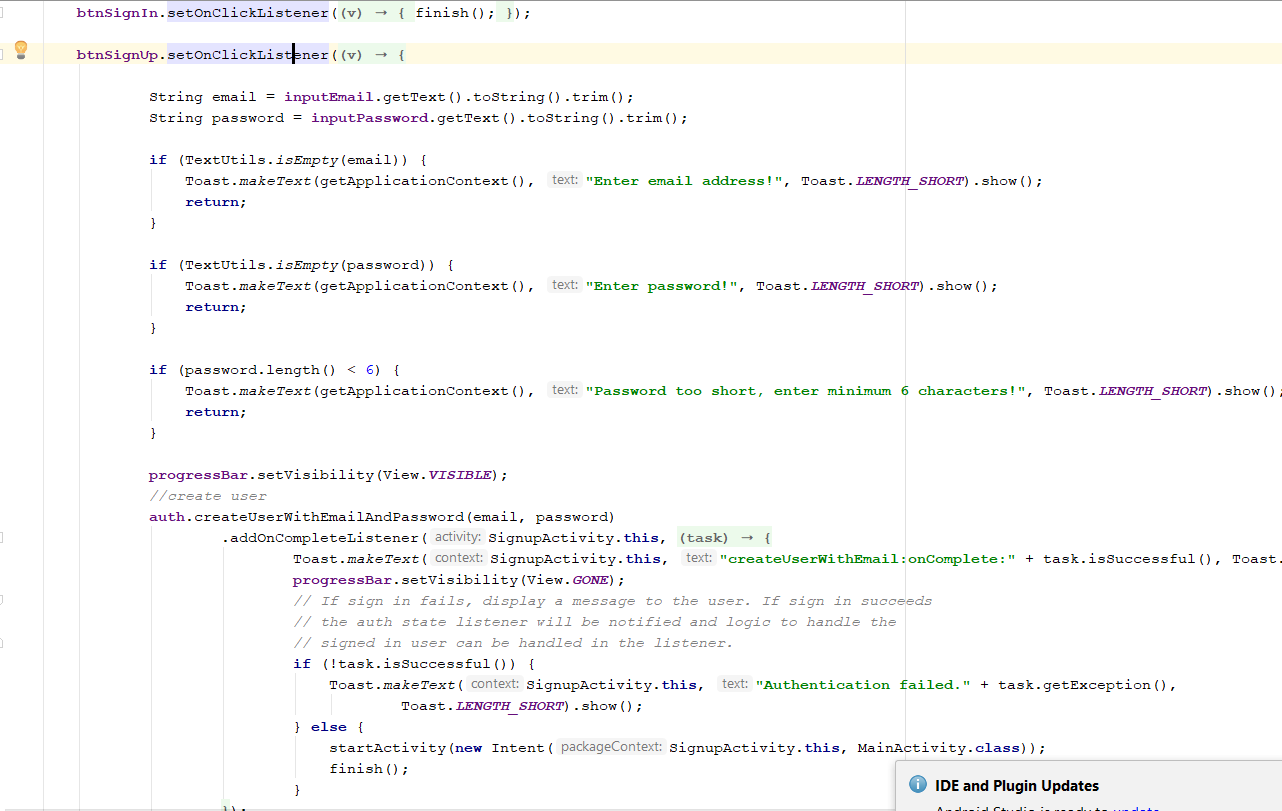 btnSignIn.setOnClickListener((v) → { finish(); });
btnSignUp.setOnClickListener((v) → {
String email = inputEmail.getText().toString().trim();
String password = inputPassword.getText().toString().trim();
if (TextUtils.isEmpty(email)) {
Toast.makeText(getApplicationContext(), text: "Enter email address!", Toast.LENGTH_SHORT).show();
return;
}
if (TextUtils.isEmpty(password)) {
Toast.makeText(getApplicationContext(), text: "Enter password!", Toast.LENGTH_SHORT).show();
return;
}
if (password.length() < 6) {
Toast.makeText(getApplicationContext(), text: "Password too short, enter minimum 6 characters!", Toast.LENGTH_SHORT).show();
return;
}
progressBar.setVisibility(View.VISIBLE);
//create user
auth.createUserWithEmailAndPassword(email, password)
.addOnCompleteListener( activity: SignupActivity.this, (task) → {
Toast.makeText( context: SignupActivity.this, text: "createUserWithEmail:onComplete:" + task.isSuccessful(), Toast.
progressBar.setVisibility(View.GONE);
// If sign in fails, display a message to the user. If sign in succeeds
// the auth state listener will be notified and logic to handle the
// signed in user can be handled in the listener.
if (!task.isSuccessful()) {
Toast.makeText( context: SignupActivity.this, text: "Authentication failed." + task.getException(),
Toast.LENGTH_SHORT).show();
} else {
startActivity(new Intent( packageContext: SignupActivity.this, MainActivity.class));
finish();
}
});
IDE and Plugin Updates
Android Studio is ready to update.